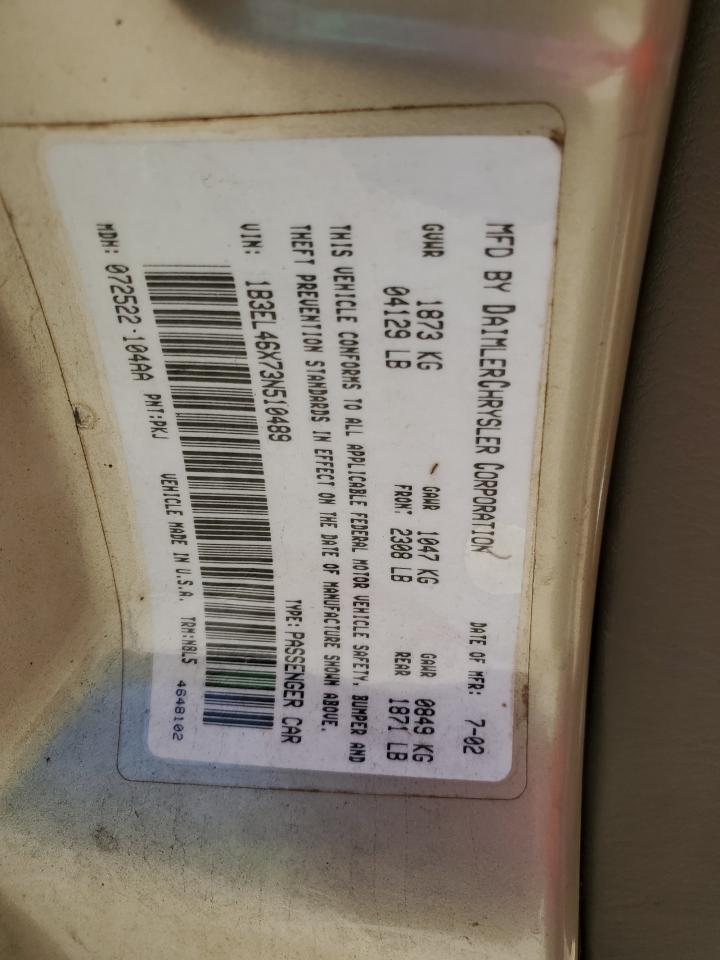 MFD BY DAIMLERCHRYSLER CORPORATION
DATE OF MFR: 7-02
GVWR 1873 KG
04129 LB
GAWR 1047 KG
FRONT 2308 LB
GAWR 0849 KG
REAR 1871 LB
THIS VEHICLE CONFORMS TO ALL APPLICABLE FEDERAL MOTOR VEHICLE SAFETY, BUMPER AND
THEFT PREVENTION STANDARDS IN EFFECT ON THE DATE OF MANUFACTURE SHOWN ABOVE.
VIN: 1B3EL46X73N510489
TYPE: PASSENGER CAR
MDH: 072522 104AA PNT:PKJ VEHICLE MADE IN U.S.A. TRM:N8L5
4648102